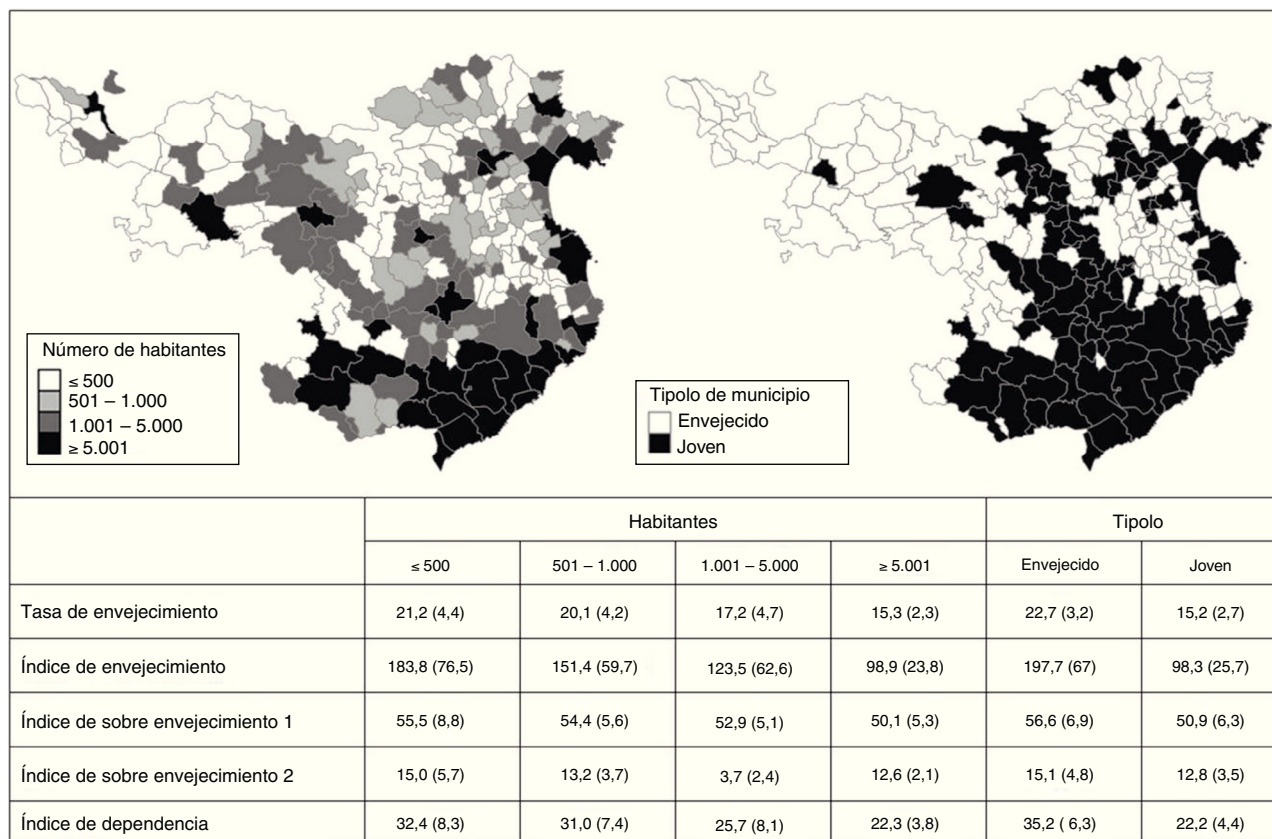 Número de habitantes
≤ 500
501 – 1.000
1.001 – 5.000
≥ 5.001
Tipolo de municipio
Envejecido
Joven
Habitantes Tipolo
≤ 500 501 – 1.000 1.001 – 5.000 ≥ 5.001 Envejecido Joven
Tasa de envejecimiento 21,2 (4,4) 20,1 (4,2) 17,2 (4,7) 15,3 (2,3) 22,7 (3,2) 15,2 (2,7)
Índice de envejecimiento 183,8 (76,5) 151,4 (59,7) 123,5 (62,6) 98,9 (23,8) 197,7 (67) 98,3 (25,7)
Índice de sobre envejecimiento 1 55,5 (8,8) 54,4 (5,6) 52,9 (5,1) 50,1 (5,3) 56,6 (6,9) 50,9 (6,3)
Índice de sobre envejecimiento 2 15,0 (5,7) 13,2 (3,7) 3,7 (2,4) 12,6 (2,1) 15,1 (4,8) 12,8 (3,5)
Índice de dependencia 32,4 (8,3) 31,0 (7,4) 25,7 (8,1) 22,3 (3,8) 35,2 ( 6,3) 22,2 (4,4)